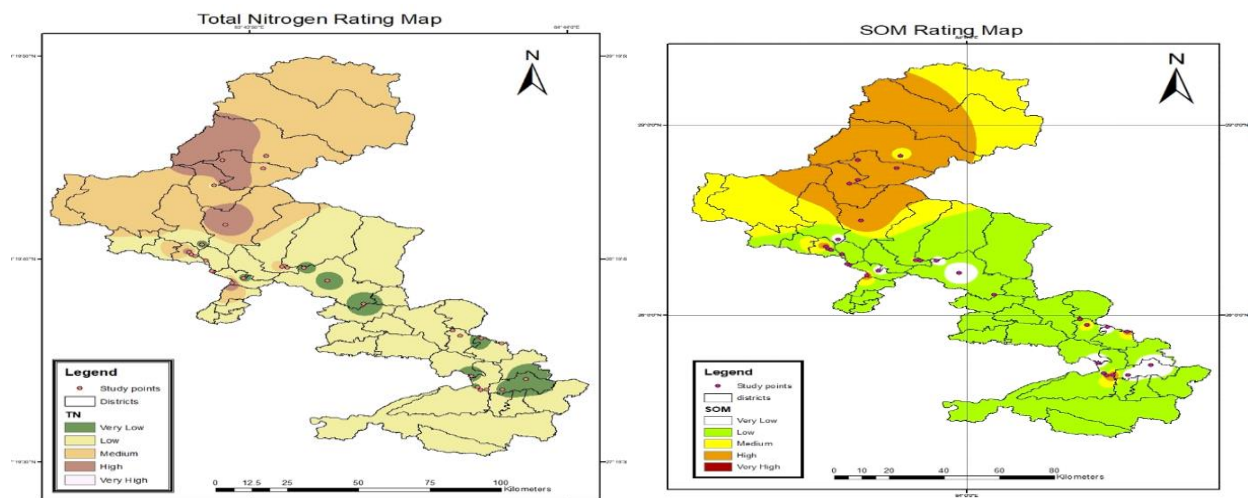 Total Nitrogen Rating Map
N
Legend
Study points
Districts
TN
Very Low
Low
Medium
High
Very High
0 12.5 25 50 75 100
Kilometers
SOM Rating Map
N
Legend
Study points
districts
SOM
Very Low
Low
Medium
High
Very High
0 10 20 40 60 80
Kilometers